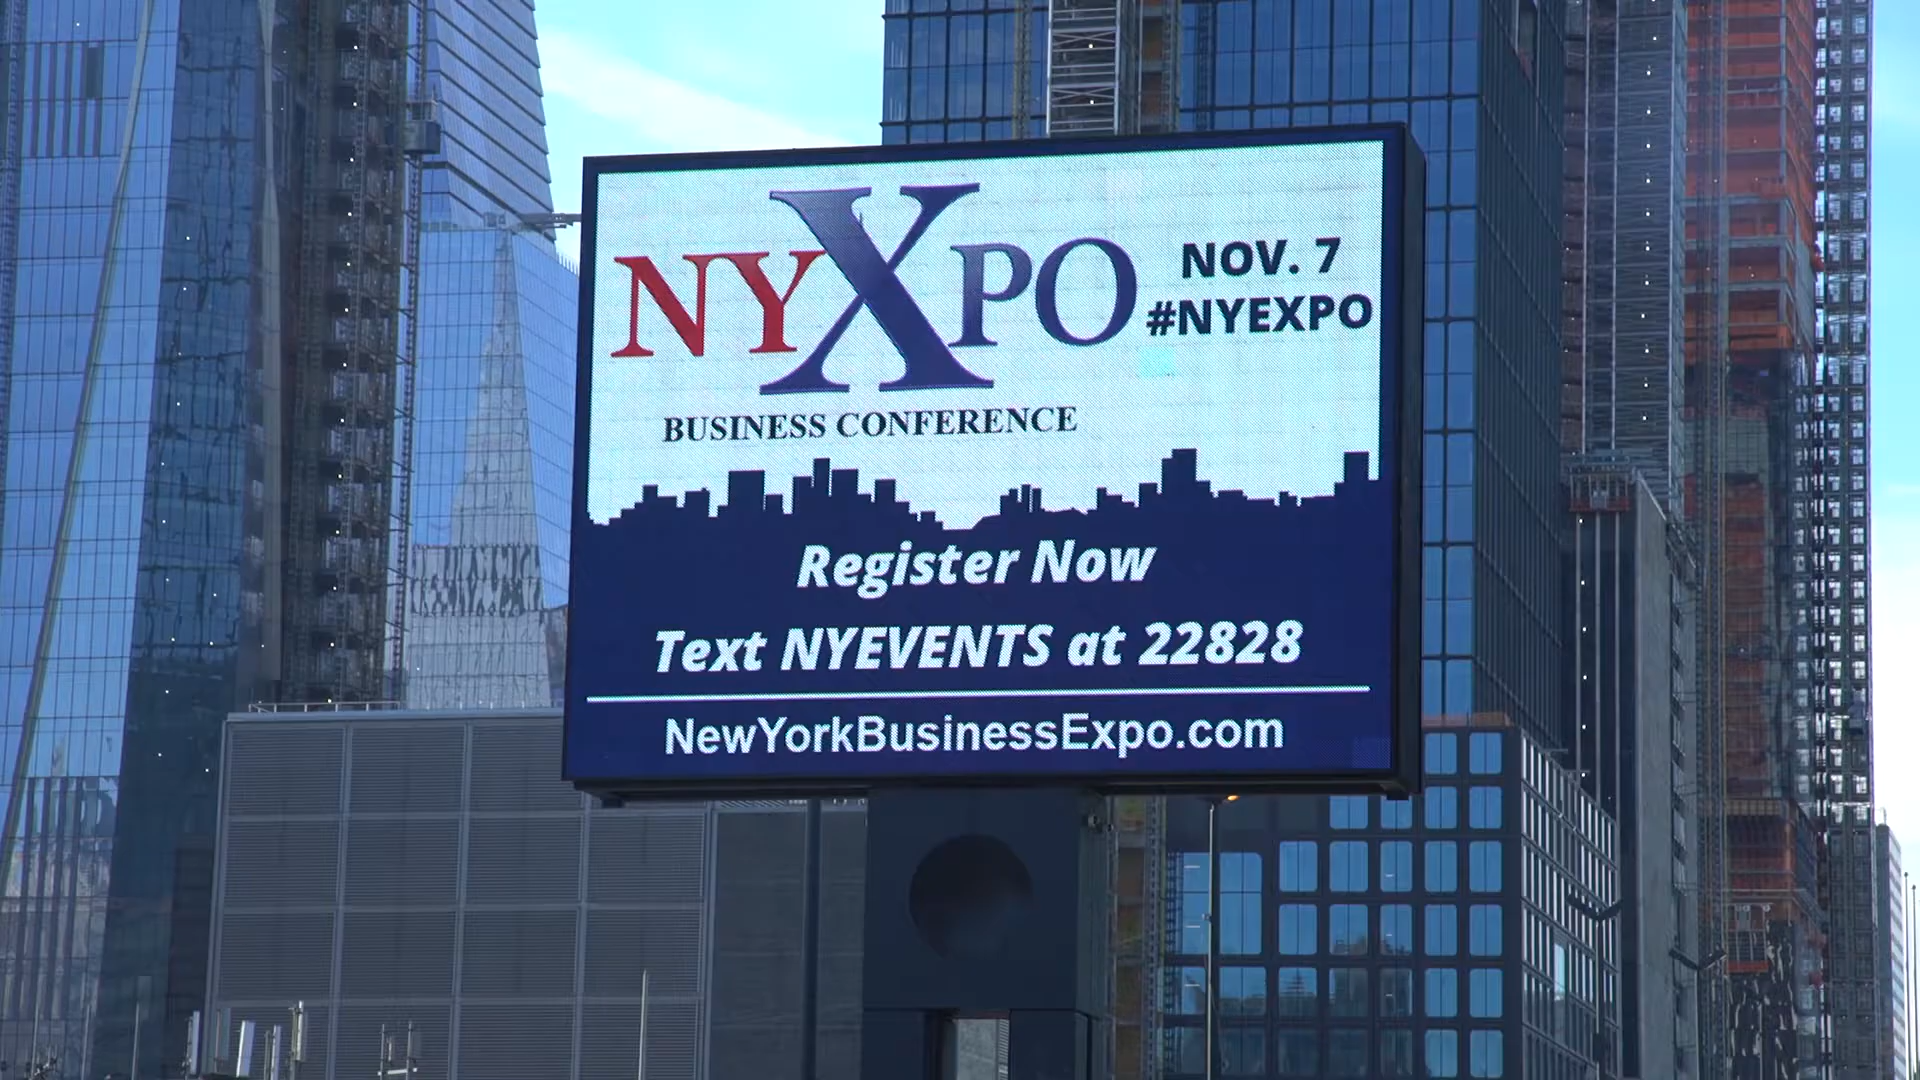 NYXPO
NOV. 7
#NYEXPO
BUSINESS CONFERENCE
Register Now
Text NYEVENTS at 22828
NewYorkBusinessExpo.com